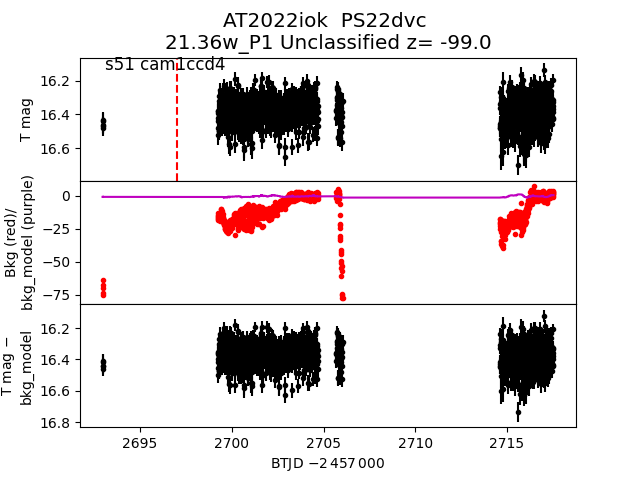 AT2022iok  PS22dvc
21.36w_P1 Unclassified z= -99.0
s51 cam1ccd4
16.2
16.4
16.6
T mag
0
−25
−50
−75
Bkg (red)/
bkg_model (purple)
16.2
16.4
16.6
16.8
T mag −
bkg_model
2695
2700
2705
2710
2715
BTJD −2 457 000